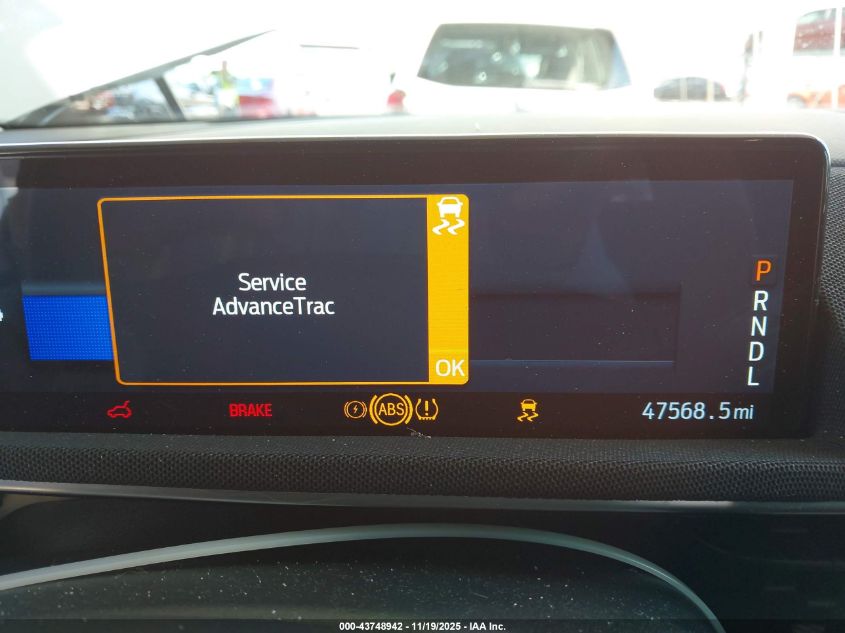 Service
AdvanceTrac
OK
P
R
N
D
L
BRAKE
ABS
47568.5mi
000-43748942 - 11/19/2025 - IAA Inc.